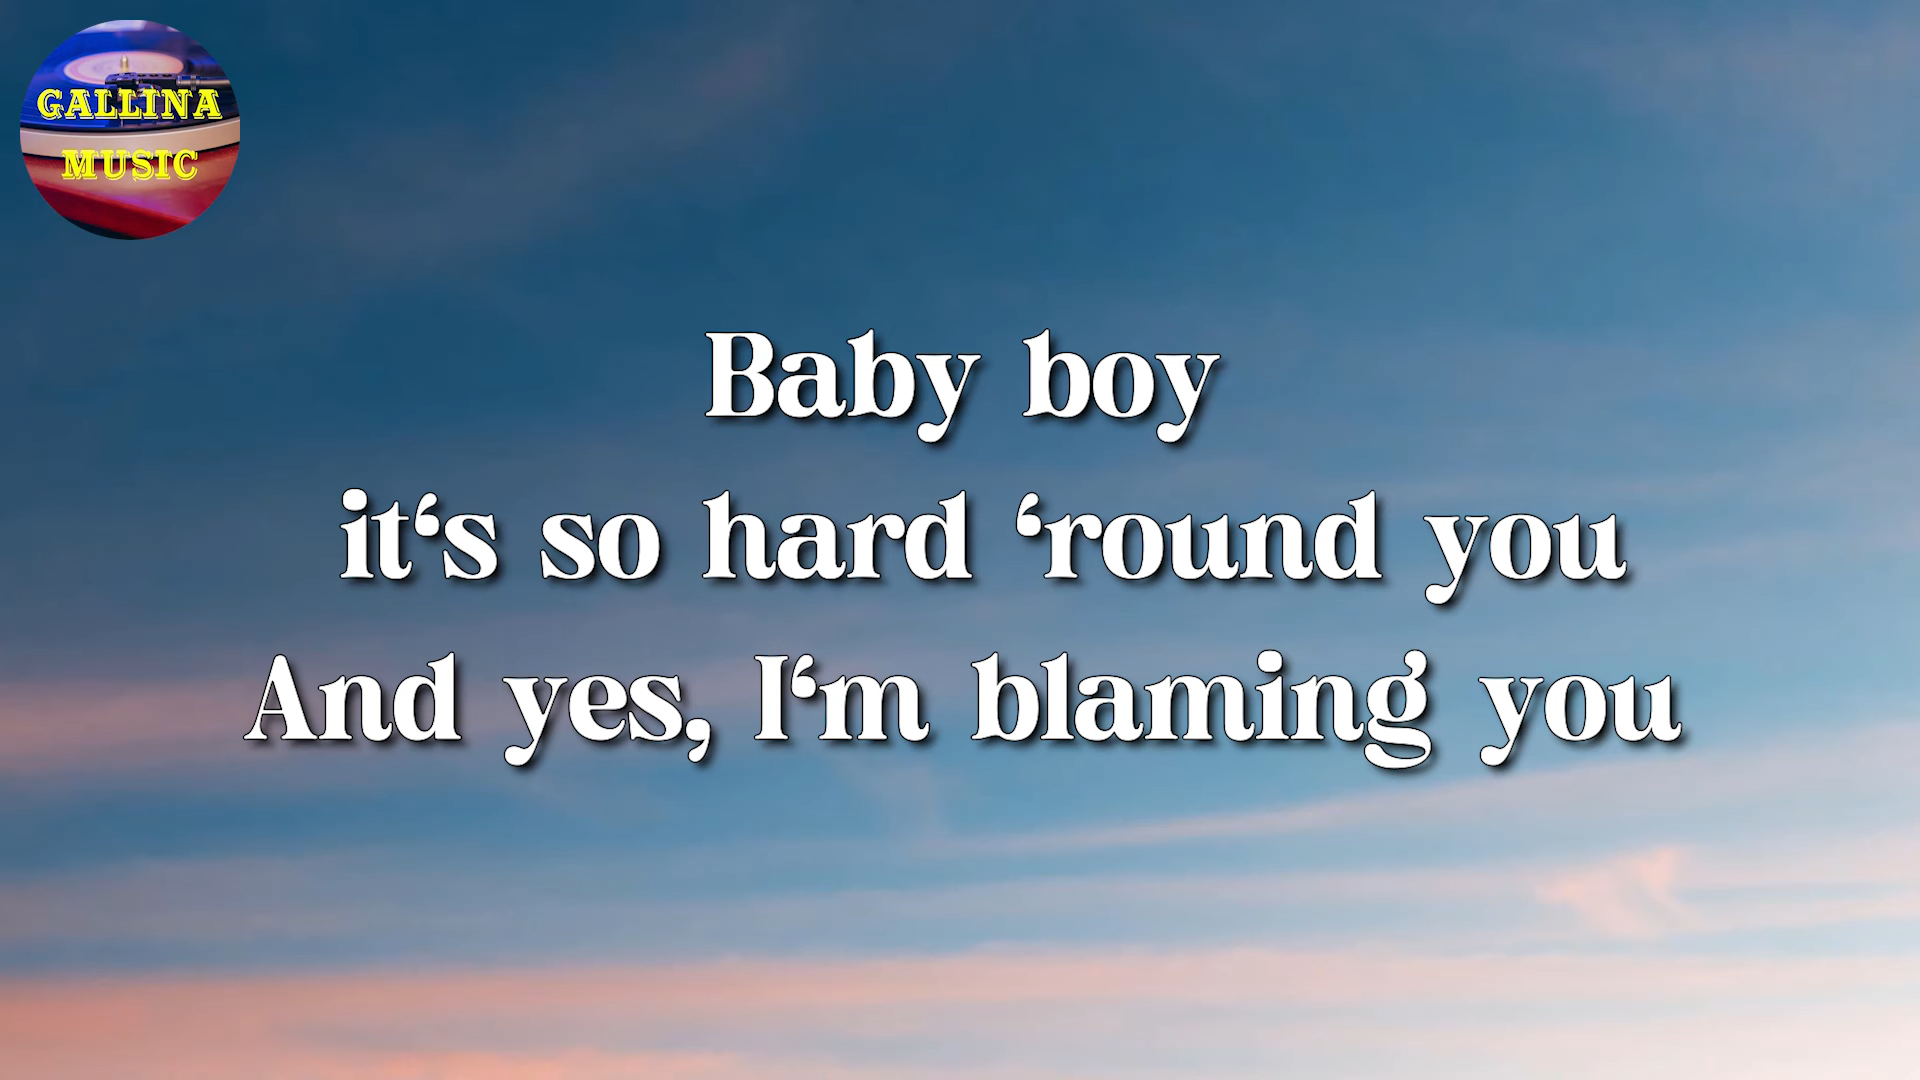 GALLINA
MUSIC
Baby boy
it‘s so hard ‘round you
And yes, I‘m blaming you